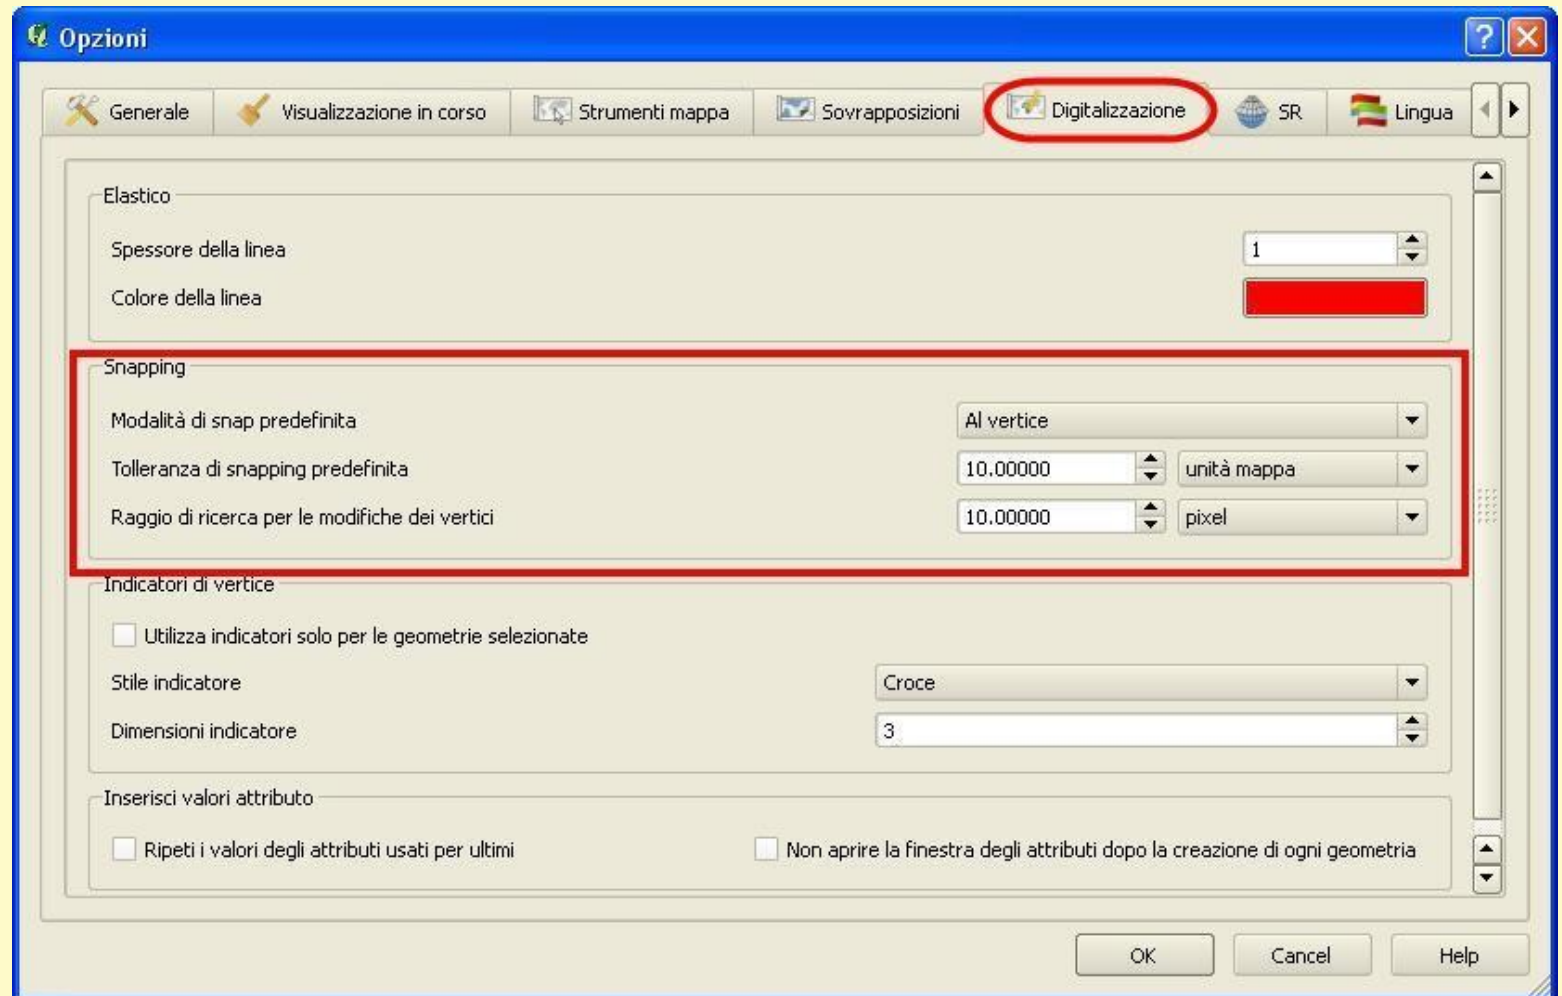 Opzioni
Generale Visualizzazione in corso Strumenti mappa Sovrapposizioni Digitalizzazione SR Lingua
Elastico
Spessore della linea 1
Colore della linea
Snapping
Modalità di snap predefinita Al vertice
Tolleranza di snapping predefinita 10.00000 unità mappa
Raggio di ricerca per le modifiche dei vertici 10.00000 pixel
Indicatori di vertice
Utilizza indicatori solo per le geometrie selezionate
Stile indicatore Croce
Dimensioni indicatore 3
Inserisci valori attributo
Ripeti i valori degli attributi usati per ultimi Non aprire la finestra degli attributi dopo la creazione di ogni geometria
OK Cancel Help